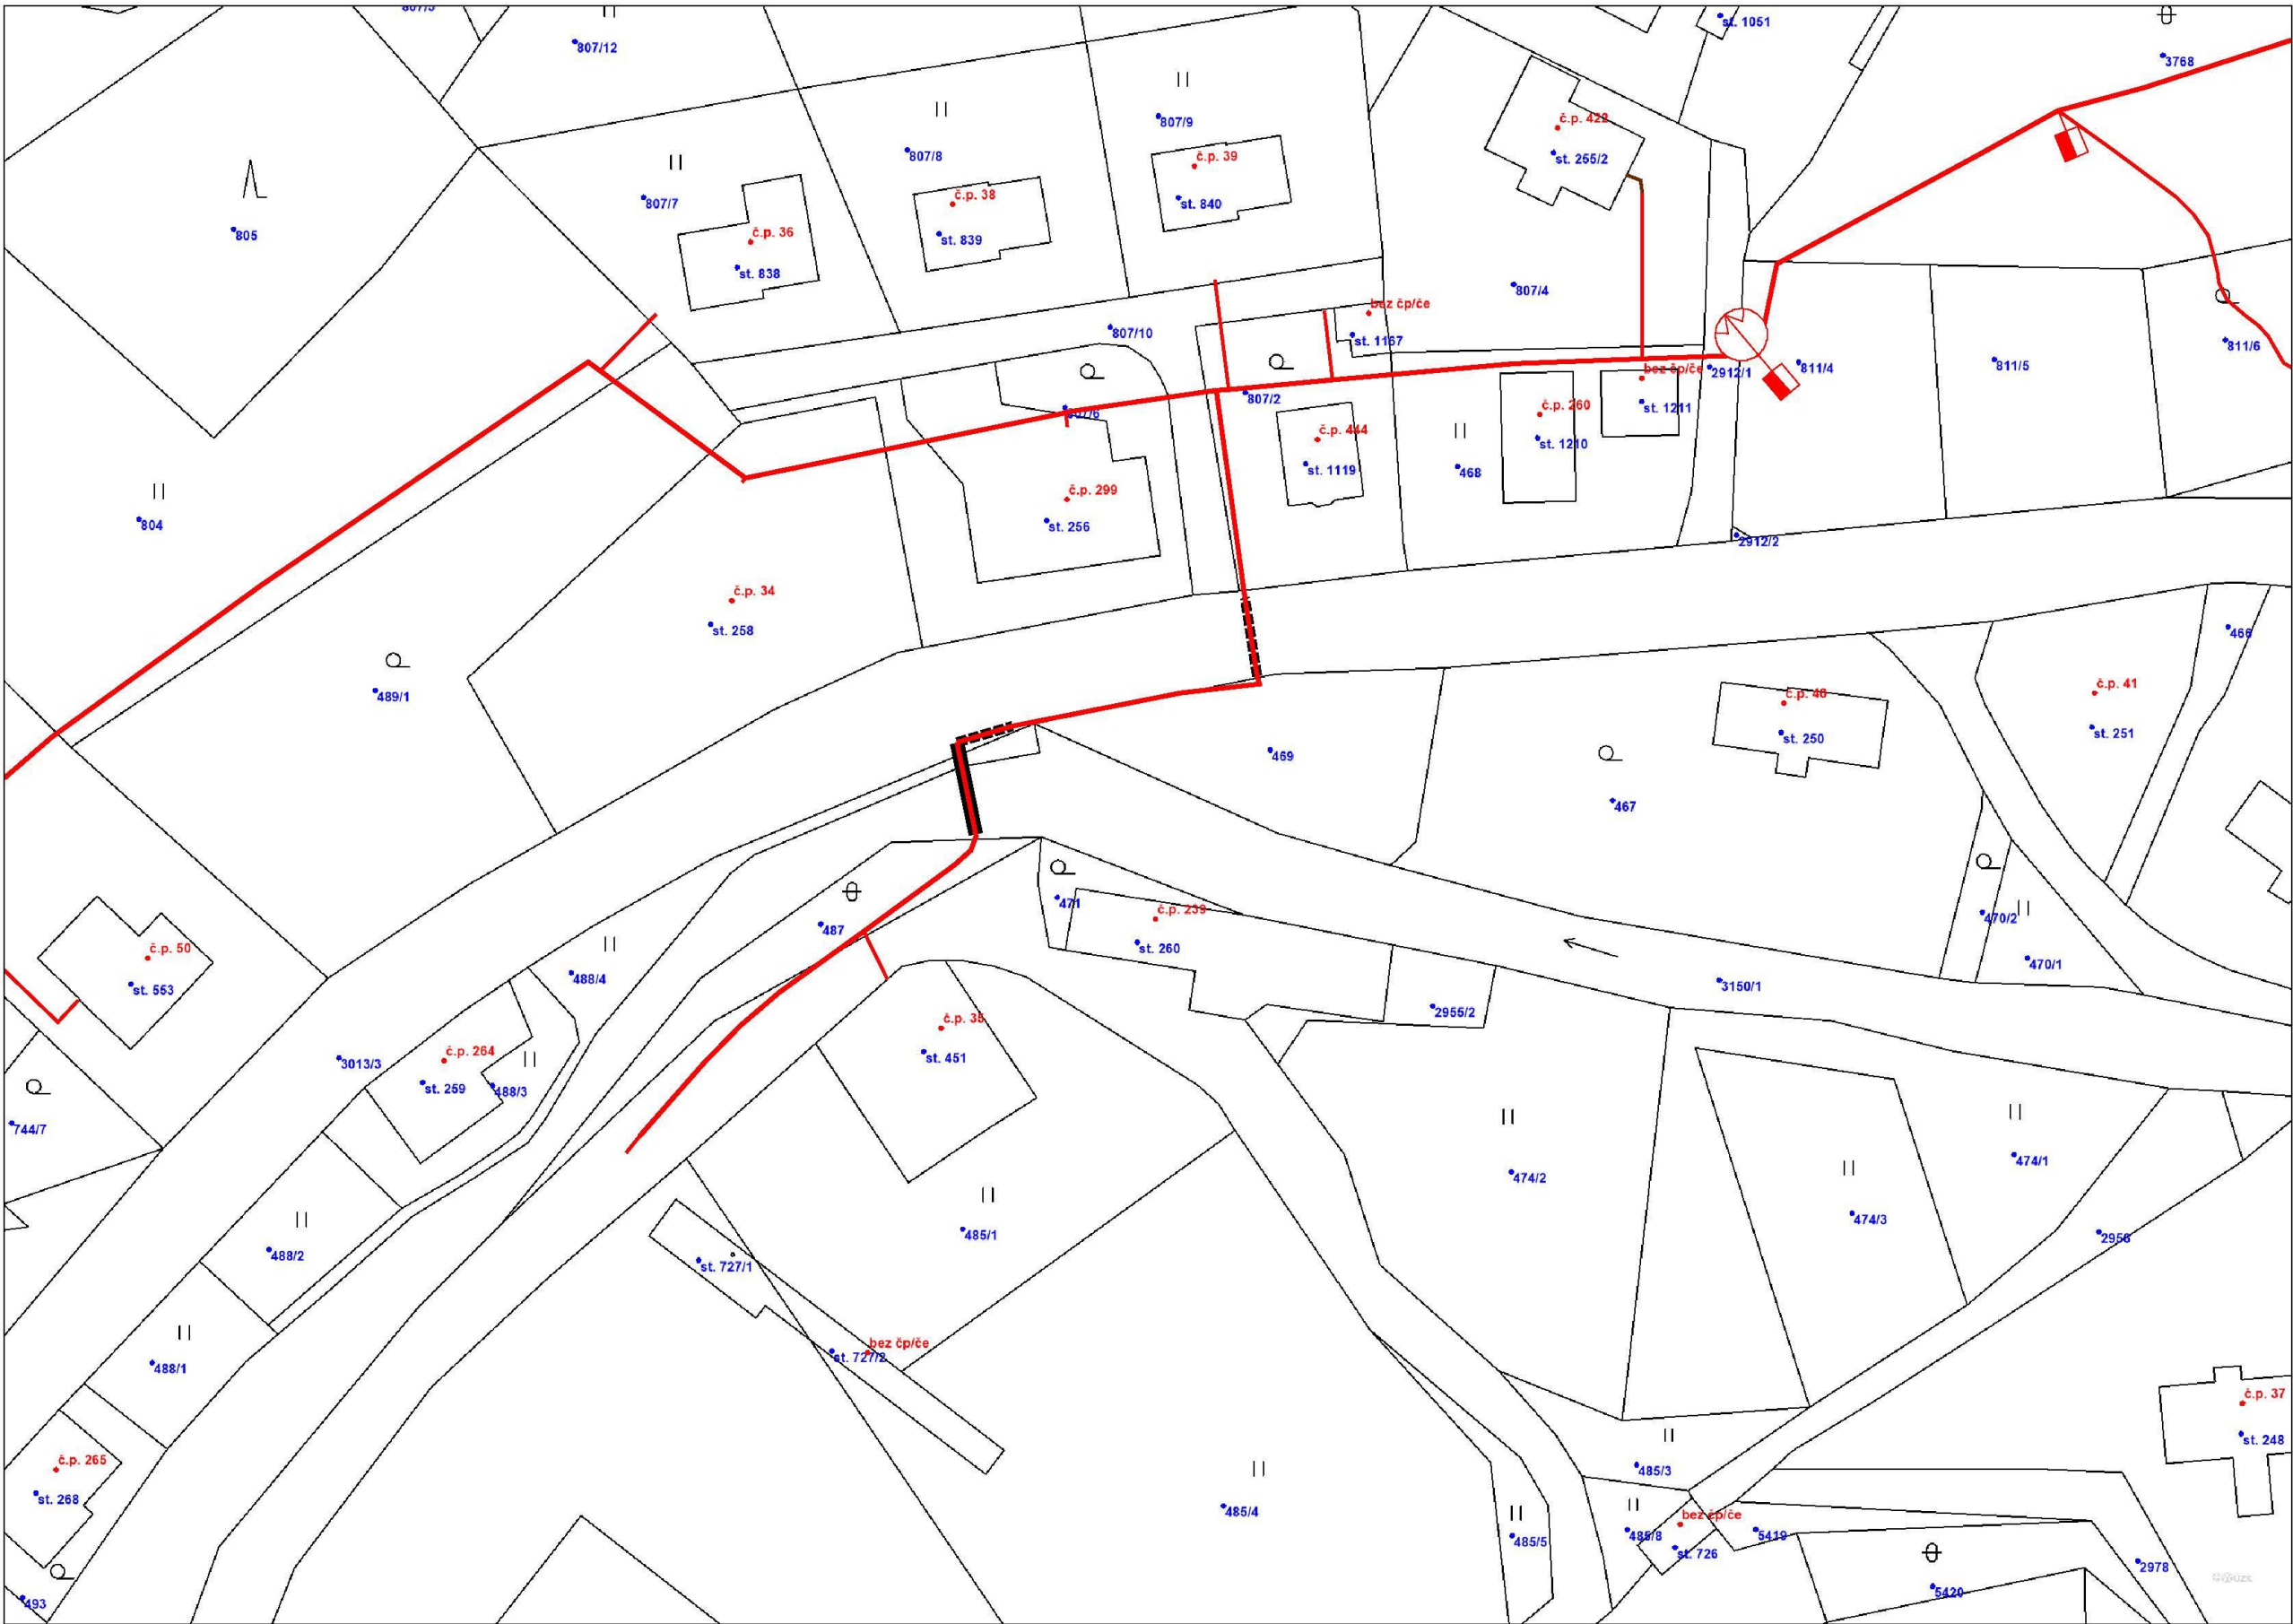 807/12
st. 1051
3768
807/9
č.p. 422
807/8
č.p. 39
st. 255/2
807/7
č.p. 38
st. 840
805
č.p. 36
st. 839
st. 838
807/4
bez čp/če
807/10
st. 1167
811/6
2912/1
811/4
811/5
bez čp/če
807/2
st. 1211
807/6
č.p. 260
č.p. 444
st. 1210
st. 1119
468
č.p. 299
804
st. 256
2912/2
č.p. 34
st. 258
466
č.p. 41
489/1
č.p. 40
st. 251
st. 250
469
467
471
č.p. 239
470/2
487
st. 260
č.p. 50
470/1
488/4
st. 553
3150/1
2955/2
č.p. 35
3013/3
č.p. 264
st. 451
st. 259
488/3
744/7
474/1
474/2
474/3
485/1
2956
488/2
st. 727/1
bez čp/če
st. 727/2
488/1
č.p. 37
st. 248
č.p. 265
485/3
st. 268
485/4
bez čp/če
485/5
485/8
5419
st. 726
2978
5420
493